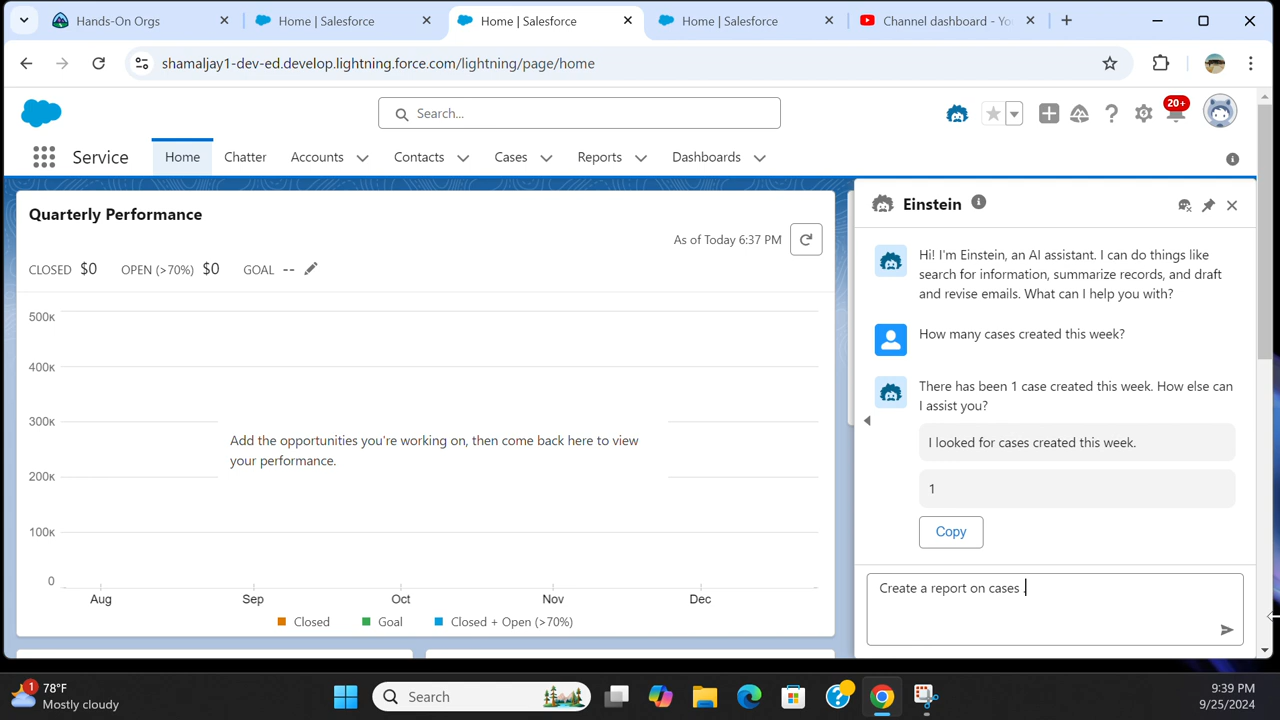 Hands-On Orgs
Home | Salesforce
Home | Salesforce
Home | Salesforce
Channel dashboard - Yo
shamaljay1-dev-ed.develop.lightning.force.com/lightning/page/home
Search...
20+
Service
Home
Chatter
Accounts
Contacts
Cases
Reports
Dashboards
Quarterly Performance
As of Today 6:37 PM
CLOSED $0 OPEN (>70%) $0 GOAL --
500K
400K
300K
200K
100K
0
Add the opportunities you're working on, then come back here to view
your performance.
Aug Sep Oct Nov Dec
Closed Goal Closed + Open (>70%)
Einstein
Hi! I'm Einstein, an AI assistant. I can do things like
search for information, summarize records, and draft
and revise emails. What can I help you with?
How many cases created this week?
There has been 1 case created this week. How else can
I assist you?
I looked for cases created this week.
1
Copy
Create a report on cases .
1
78°F
Mostly cloudy
Search
9:39 PM
9/25/2024